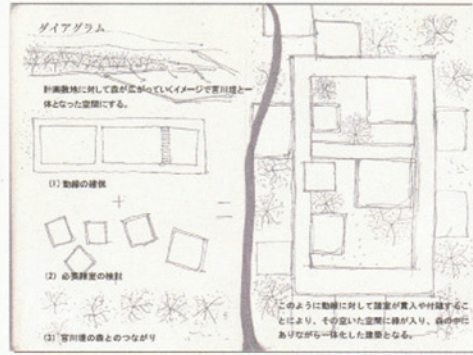 ダイアグラム
計画敷地に対して森が広がっていくイメージで宮川堤と一
体となった空間にする。
(1) 動線の確保
(2) 必要諸室の検討
(3) 宮川堤の森とのつながり
このように動線に対して諸室が貫入や付随するこ
とにより、その空いた空間に緑が入り、森の中に
ありながら一体化した建築となる。